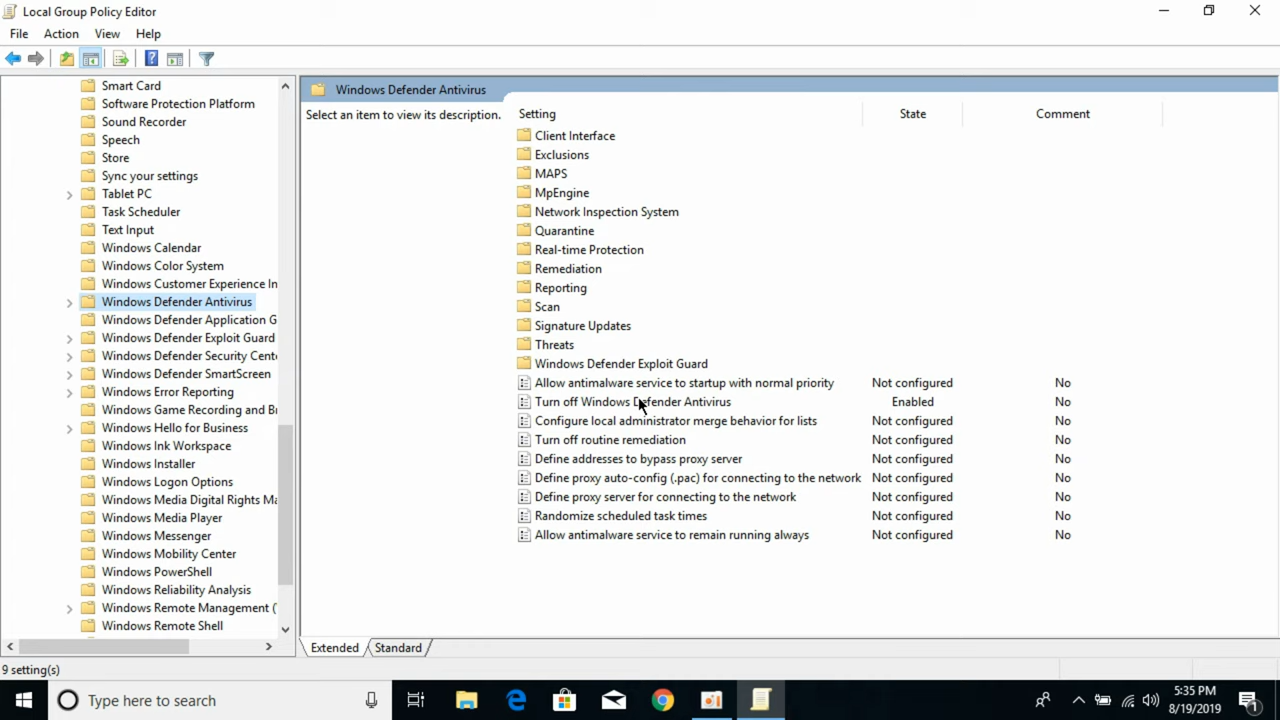 Local Group Policy Editor
File Action View Help
Smart Card
Software Protection Platform
Sound Recorder
Speech
Store
Sync your settings
Tablet PC
Task Scheduler
Text Input
Windows Calendar
Windows Color System
Windows Customer Experience In
Windows Defender Antivirus
Windows Defender Application G
Windows Defender Exploit Guard
Windows Defender Security Cent
Windows Defender SmartScreen
Windows Error Reporting
Windows Game Recording and B
Windows Hello for Business
Windows Ink Workspace
Windows Installer
Windows Logon Options
Windows Media Digital Rights M
Windows Media Player
Windows Messenger
Windows Mobility Center
Windows PowerShell
Windows Reliability Analysis
Windows Remote Management (
Windows Remote Shell
Windows Defender Antivirus
Select an item to view its description.
Setting State Comment
Client Interface
Exclusions
MAPS
MpEngine
Network Inspection System
Quarantine
Real-time Protection
Remediation
Reporting
Scan
Signature Updates
Threats
Windows Defender Exploit Guard
Allow antimalware service to startup with normal priority Not configured No
Turn off Windows Defender Antivirus Enabled No
Configure local administrator merge behavior for lists Not configured No
Turn off routine remediation Not configured No
Define addresses to bypass proxy server Not configured No
Define proxy auto-config (.pac) for connecting to the network Not configured No
Define proxy server for connecting to the network Not configured No
Randomize scheduled task times Not configured No
Allow antimalware service to remain running always Not configured No
Extended Standard
9 setting(s)
Type here to search
5:35 PM
8/19/2019
1